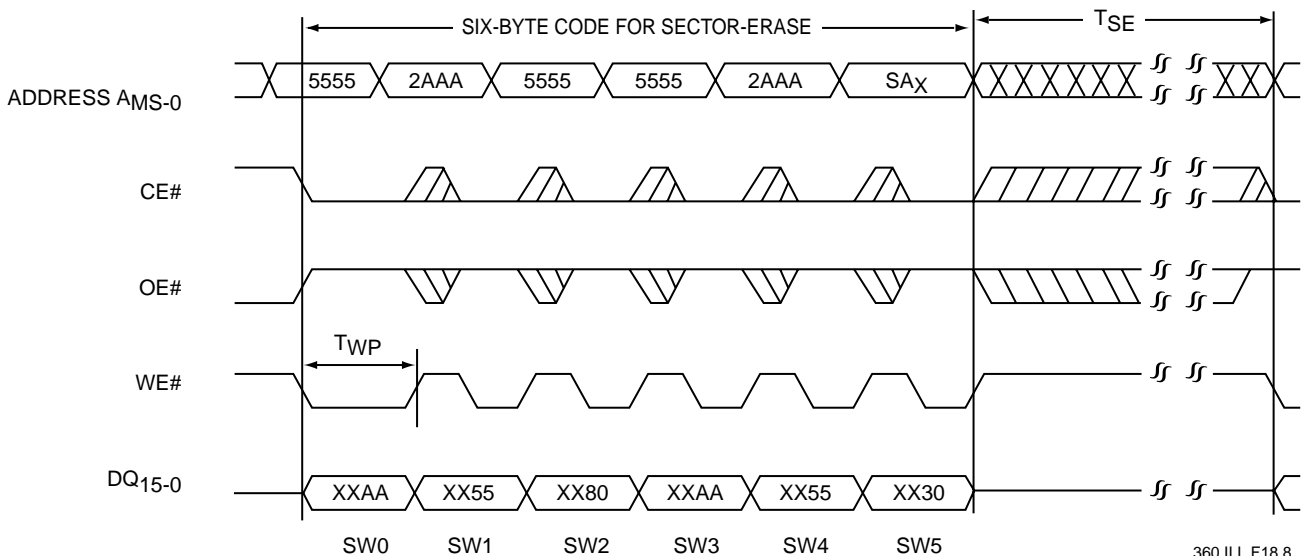 SIX-BYTE CODE FOR SECTOR-ERASE TSE
ADDRESS AMS-0 5555 2AAA 5555 5555 2AAA SAX
CE#
OE#
TWP
WE#
DQ15-0 XXAA XX55 XX80 XXAA XX55 XX30
SW0 SW1 SW2 SW3 SW4 SW5
360 ILL F18.8